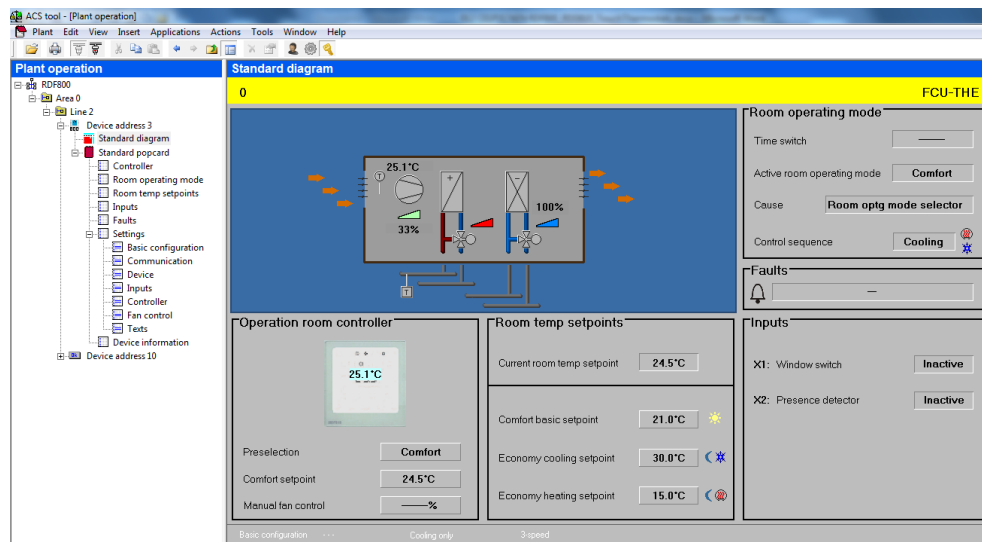 ACS tool - [Plant operation]
Plant Edit View Insert Applications Actions Tools Window Help
Plant operation
RDF800
Area 0
Line 2
Device address 3
Standard diagram
Standard popcard
Controller
Room operating mode
Room temp setpoints
Inputs
Faults
Settings
Basic configuration
Communication
Device
Inputs
Controller
Fan control
Texts
Device information
Device address 10
Standard diagram
0 FCU-THE
25.1°C
T
+
-
33%
100%
T
Room operating mode
Time switch
Active room operating mode Comfort
Cause Room optg mode selector
Control sequence Cooling
Faults
Operation room controller
25.1°C
Preselection Comfort
Comfort setpoint 24.5°C
Manual fan control ——%
Room temp setpoints
Current room temp setpoint 24.5°C
Comfort basic setpoint 21.0°C
Economy cooling setpoint 30.0°C
Economy heating setpoint 15.0°C
Inputs
X1: Window switch Inactive
X2: Presence detector Inactive
Basic configuration - - - Cooling only 3-speed